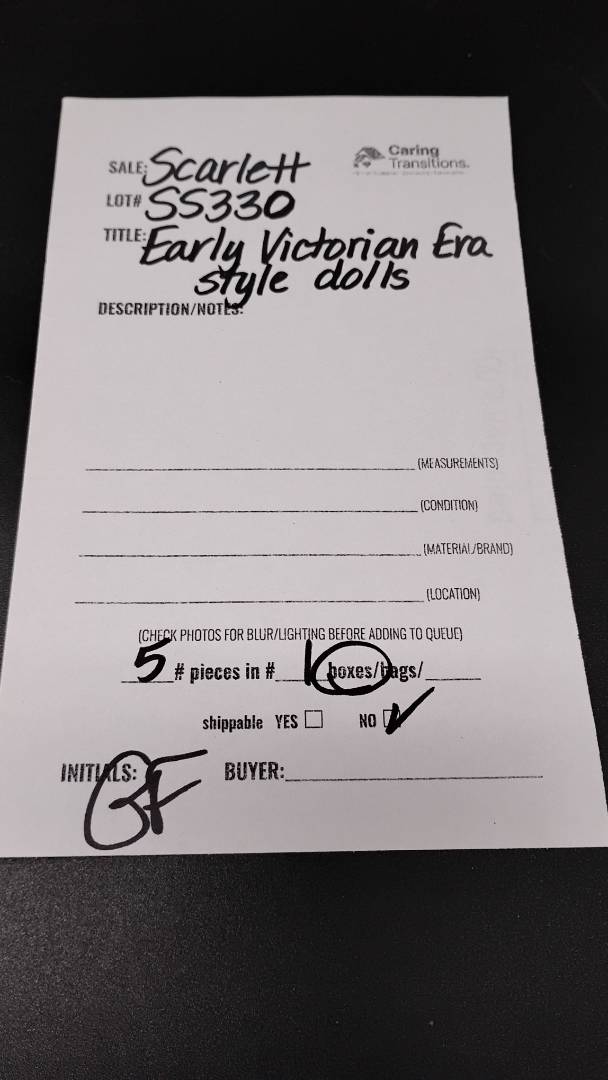 Caring
Transitions.
SALE: Scarlett
LOT# SS330
TITLE: Early Victorian Era
style dolls
DESCRIPTION/NOTES:
(MEASUREMENTS)
(CONDITION)
(MATERIAL/BRAND)
(LOCATION)
(CHECK PHOTOS FOR BLUR/LIGHTING BEFORE ADDING TO QUEUE)
5 # pieces in # 1 boxes/bags/
shippable YES NO
INITIALS: GF BUYER: